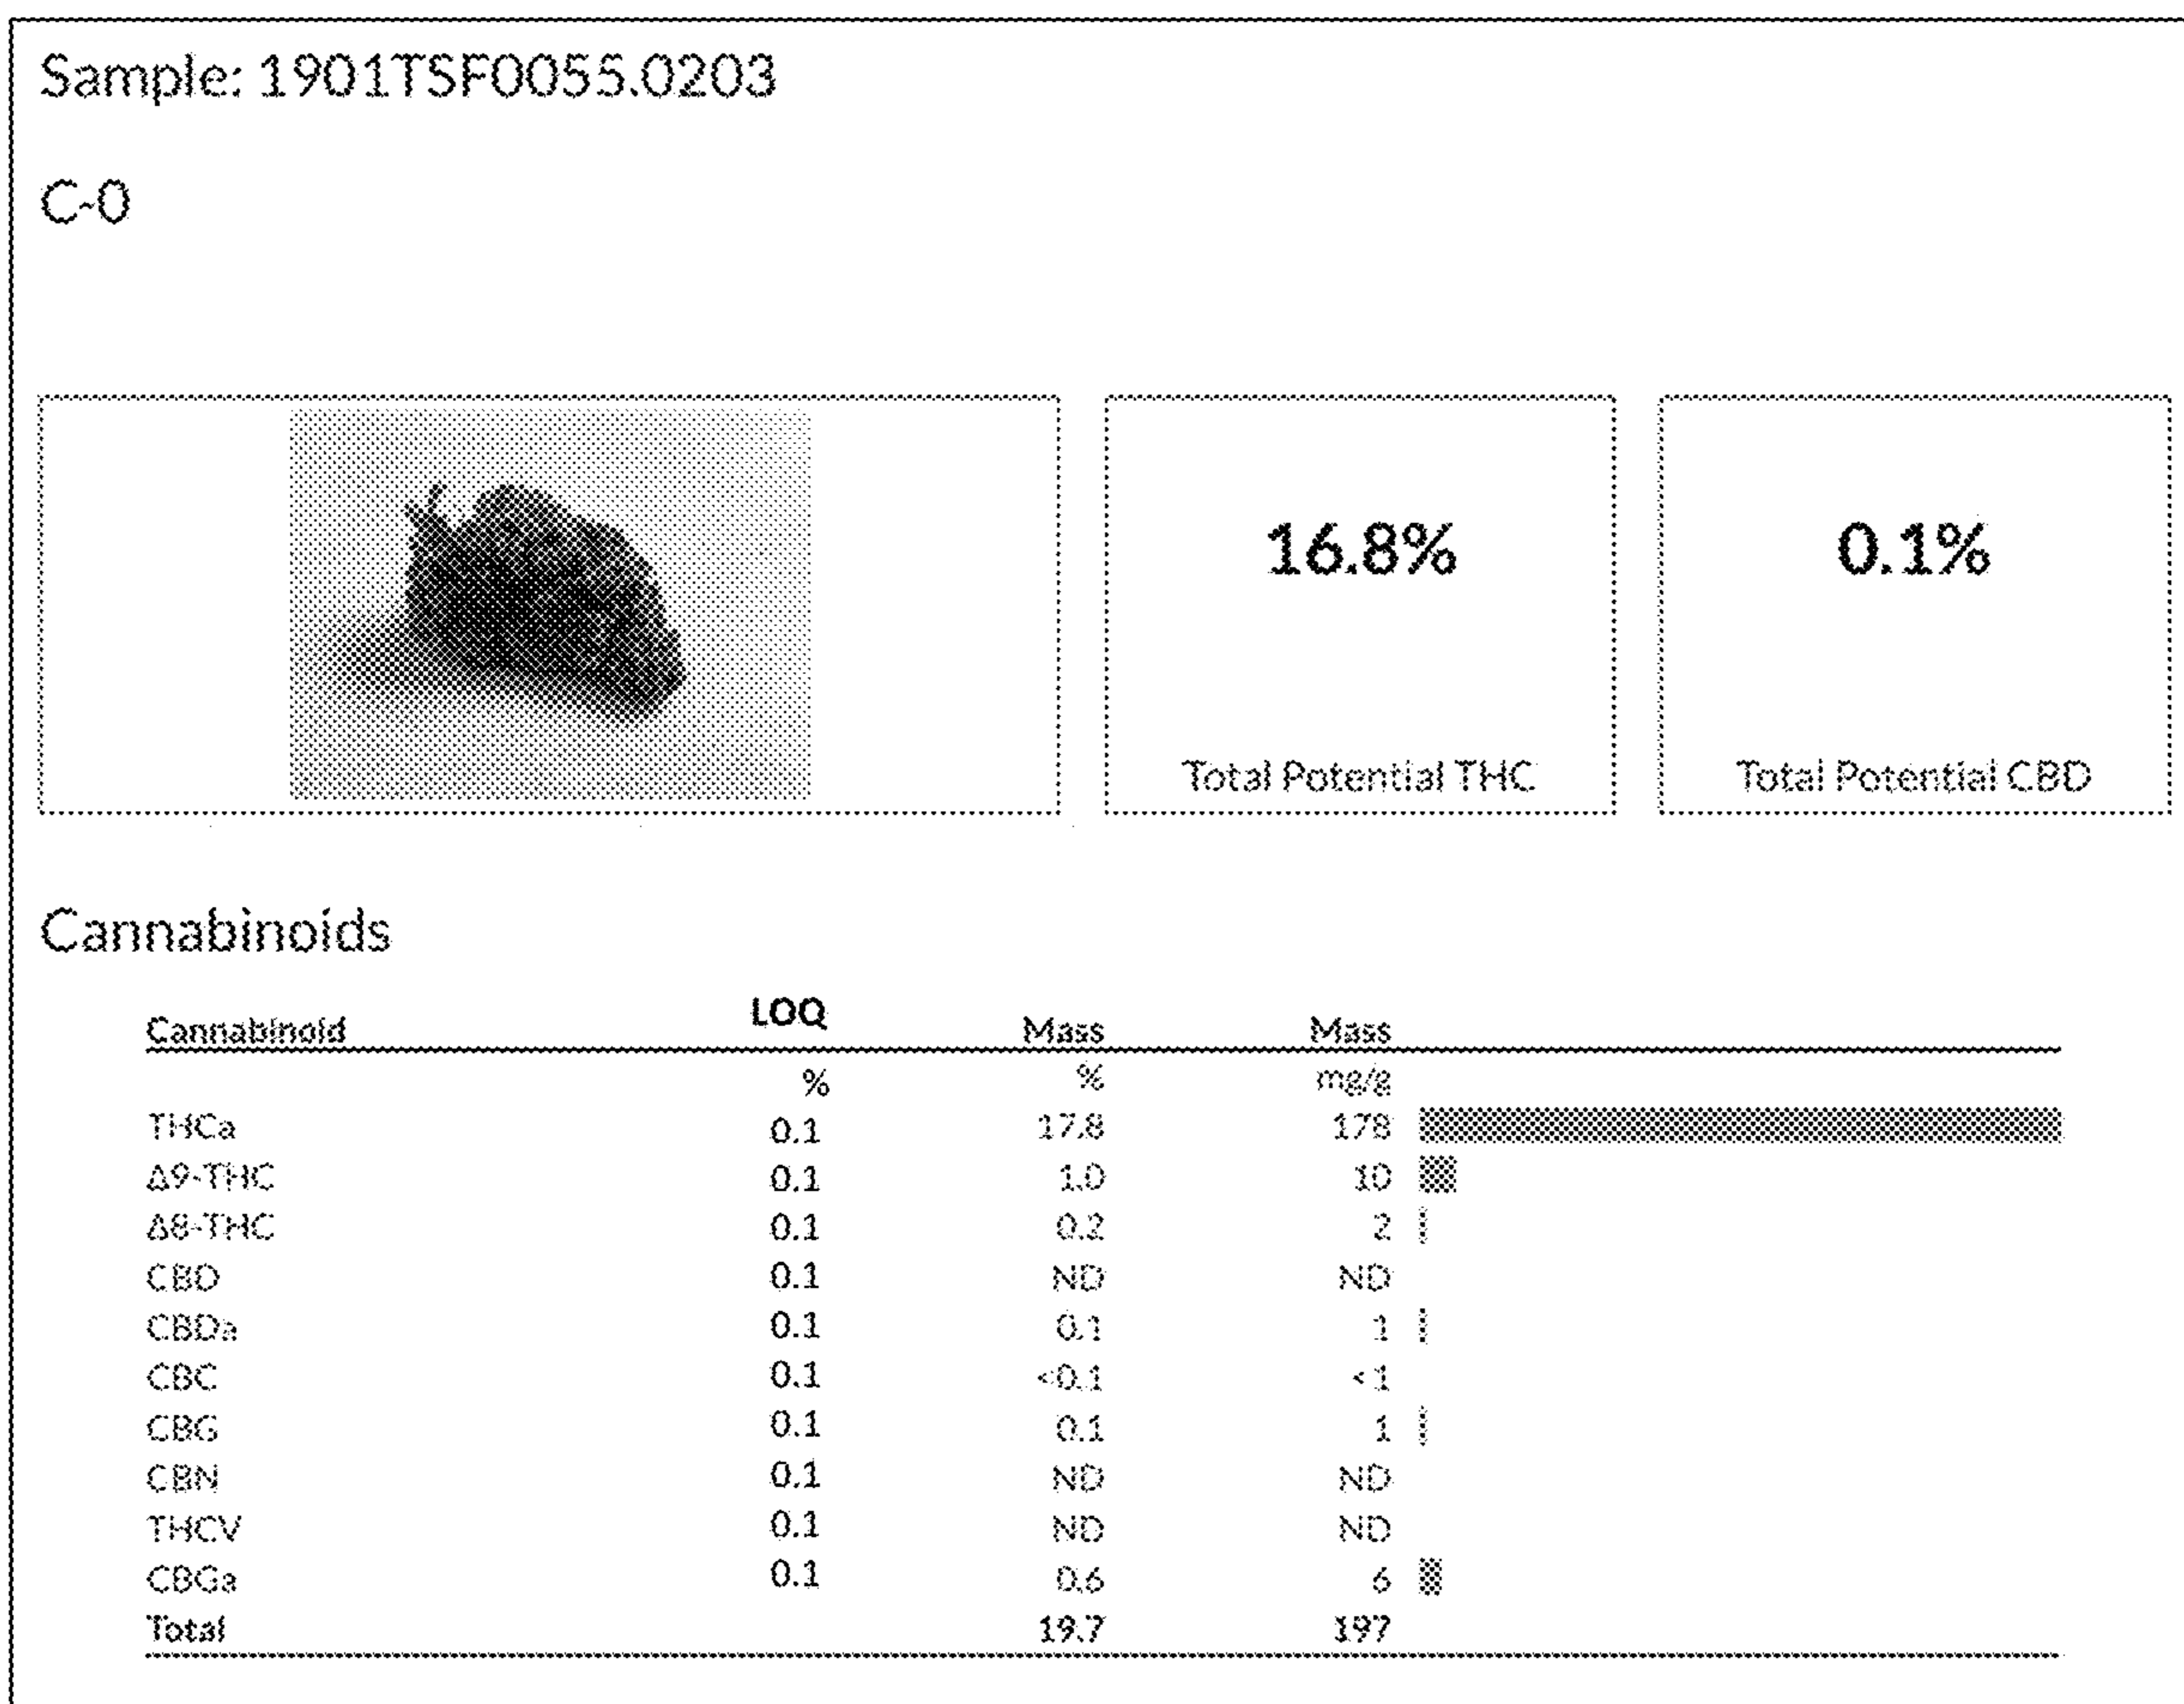 Sample: 1901TSF0055.0203
C-0
16.8%
0.1%
Total Potential THC
Total Potential CBD
Cannabinoids
Cannabinoid LOQ Mass Mass
% % mg/g
THCa 0.1 17.8 178
Δ9-THC 0.1 1.0 10
Δ8-THC 0.1 0.2 2
CBD 0.1 ND ND
CBDa 0.1 0.1 1
CBC 0.1 <0.1 <1
CBG 0.1 0.1 1
CBN 0.1 ND ND
THCV 0.1 ND ND
CBGa 0.1 0.6 6
Total 19.7 197